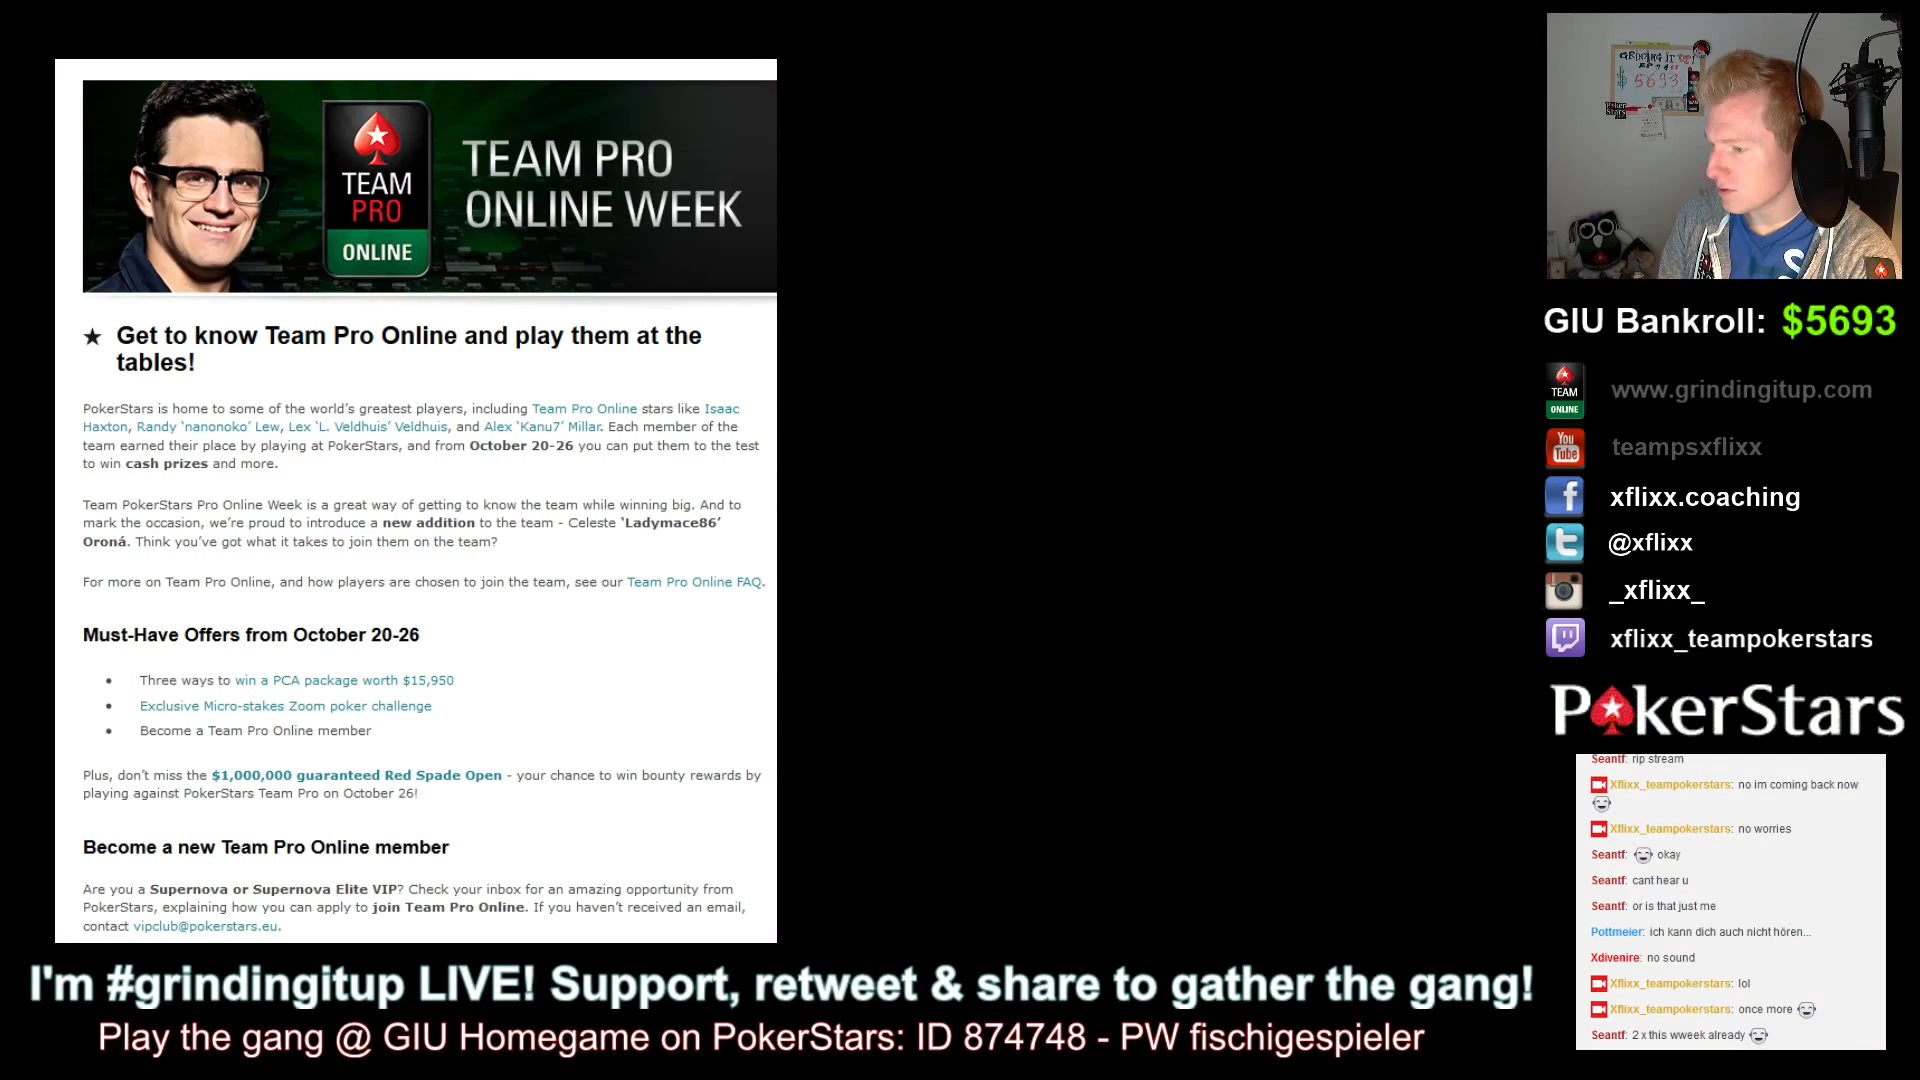 TEAM
PRO
ONLINE
TEAM PRO
ONLINE WEEK
★ Get to know Team Pro Online and play them at the
tables!
PokerStars is home to some of the world's greatest players, including Team Pro Online stars like Isaac
Haxton, Randy 'nanonoko' Lew, Lex 'L. Veldhuis' Veldhuis, and Alex 'Kanu7' Millar. Each member of the
team earned their place by playing at PokerStars, and from October 20-26 you can put them to the test
to win cash prizes and more.
Team PokerStars Pro Online Week is a great way of getting to know the team while winning big. And to
mark the occasion, we're proud to introduce a new addition to the team - Celeste 'Ladymace86'
Oroná. Think you've got what it takes to join them on the team?
For more on Team Pro Online, and how players are chosen to join the team, see our Team Pro Online FAQ.
Must-Have Offers from October 20-26
• Three ways to win a PCA package worth $15,950
• Exclusive Micro-stakes Zoom poker challenge
• Become a Team Pro Online member
Plus, don't miss the $1,000,000 guaranteed Red Spade Open - your chance to win bounty rewards by
playing against PokerStars Team Pro on October 26!
Become a new Team Pro Online member
Are you a Supernova or Supernova Elite VIP? Check your inbox for an amazing opportunity from
PokerStars, explaining how you can apply to join Team Pro Online. If you haven't received an email,
contact vipclub@pokerstars.eu.
GRINDING IT UP!
5693
Poker
Stars
GIU Bankroll: $5693
TEAM
ONLINE
www.grindingitup.com
You
Tube
teampsxflixx
xflixx.coaching
@xflixx
_xflixx_
xflixx_teampokerstars
PokerStars
Seantf: rip stream
Xflixx_teampokerstars: no im coming back now
Xflixx_teampokerstars: no worries
Seantf: okay
Seantf: cant hear u
Seantf: or is that just me
Pottmeier: ich kann dich auch nicht hören...
Xdivenire: no sound
Xflixx_teampokerstars: lol
Xflixx_teampokerstars: once more
Seantf: 2 x this wweek already
I'm #grindingitup LIVE! Support, retweet & share to gather the gang!
Play the gang @ GIU Homegame on PokerStars: ID 874748 - PW fischigespieler